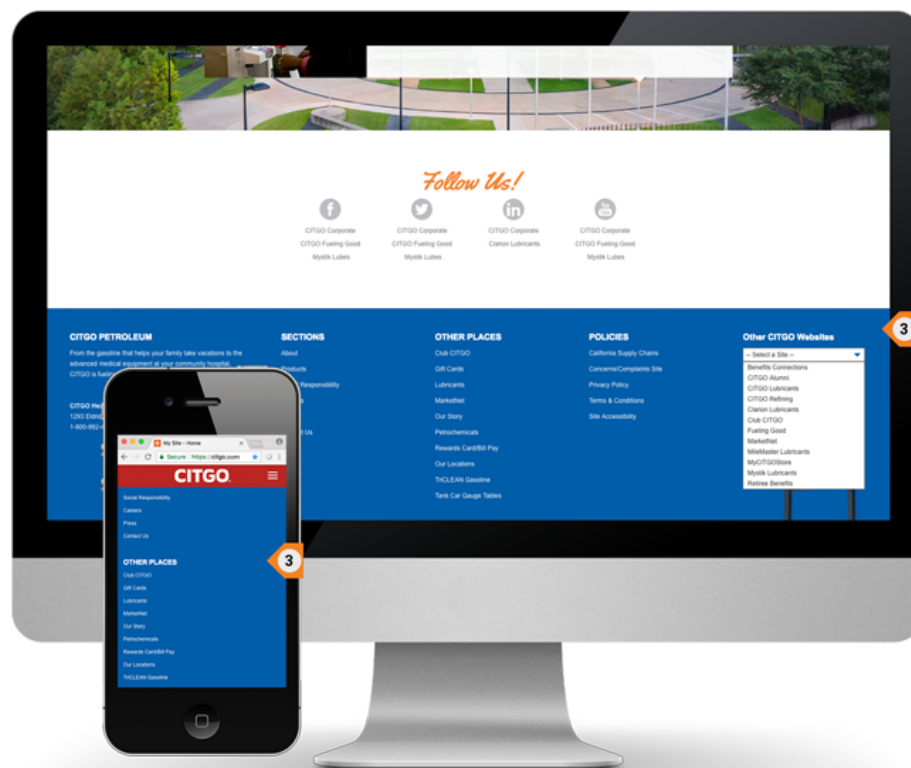 Follow Us!
CITGO Corporate
CITGO Fueling Good
Mystik Lubes
CITGO Corporate
CITGO Fueling Good
Mystik Lubes
CITGO Corporate
Clarion Lubricants
You
Tube
CITGO Corporate
CITGO Fueling Good
Mystik Lubes
CITGO PETROLEUM
From the gasoline that helps your family take vacations to the
advanced medical equipment at your community hospital,
CITGO is fueling
CITGO
1293
1-800-992-
SECTIONS
About
Products
Responsibility
Us
OTHER PLACES
Club CITGO
Gift Cards
Lubricants
MarketNet
Our Story
Petrochemicals
Rewards Card/Bill Pay
Our Locations
TriCLEAN Gasoline
Tank Car Gauge Tables
POLICIES
California Supply Chains
Concerns/Complaints Site
Privacy Policy
Terms & Conditions
Site Accessibility
Other CITGO Websites
-- Select a Site --
Benefits Connections
CITGO Alumni
CITGO Lubricants
CITGO Refining
Clarion Lubricants
Club CITGO
Fueling Good
MarketNet
MileMaster Lubricants
MyCITGOStore
Mystik Lubricants
Retiree Benefits
3
My Site - Home
Secure https://citgo.com
CITGO
Social Responsibility
Careers
Press
Contact Us
OTHER PLACES
Club CITGO
Gift Cards
Lubricants
MarketNet
Our Story
Petrochemicals
Rewards Card/Bill Pay
Our Locations
TriCLEAN Gasoline
3